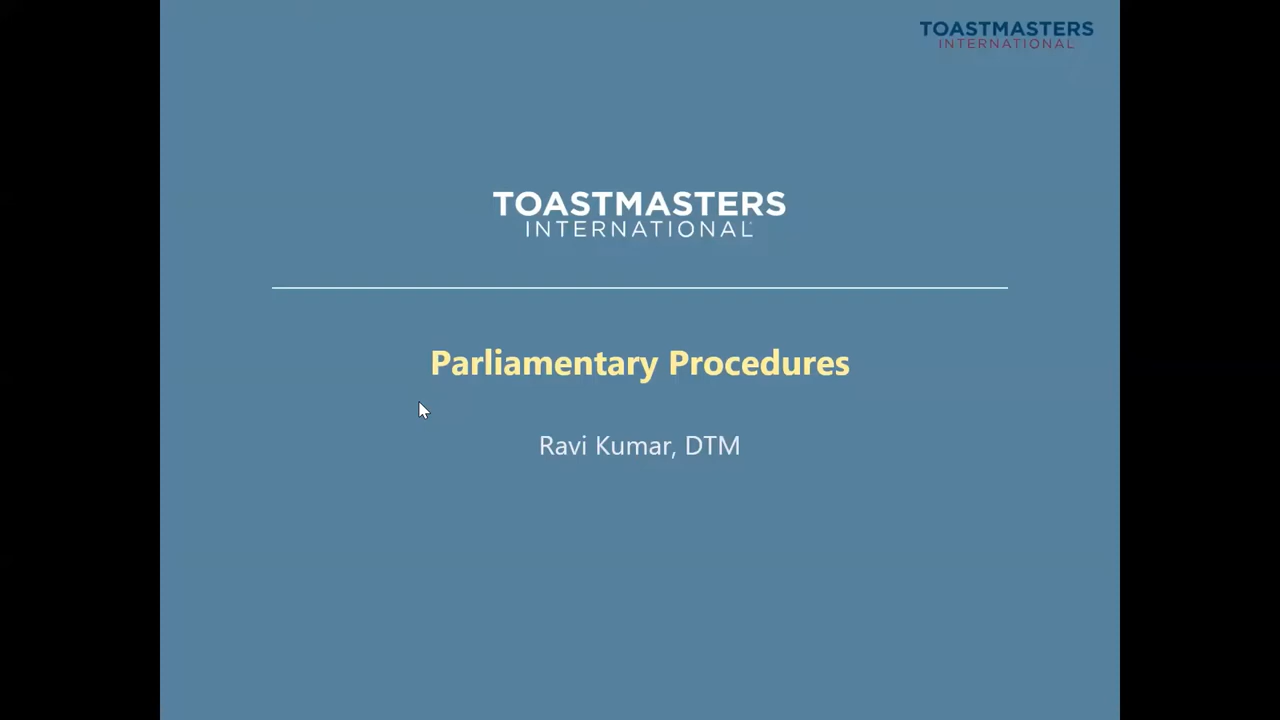 TOASTMASTERS
INTERNATIONAL
TOASTMASTERS
INTERNATIONAL
Parliamentary Procedures
Ravi Kumar, DTM